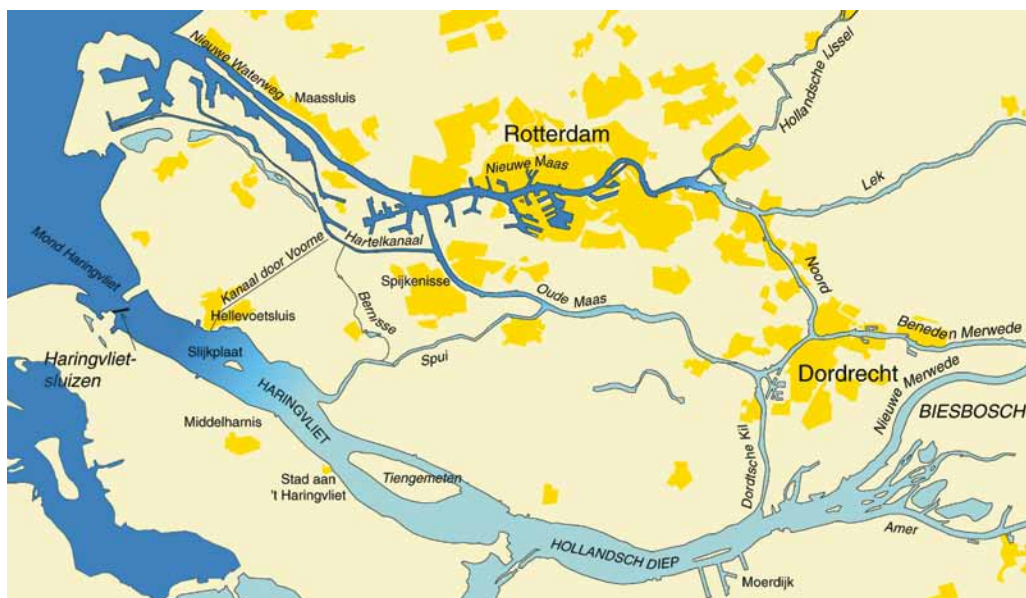 Nieuwe Waterweg
Maassluis
Hollandsche IJssel
Rotterdam
Nieuwe Maas
Lek
Mond Haringvliet
Kanaal door Voorne
Hartelkanaal
Noord
Spijkenisse
Oude Maas
Bernisse
Hellevoetsluis
Beneden Merwede
Haringvliet-
sluizen
Slijkplaat
Spui
Dordrecht
Nieuwe Merwede
HARINGVLIET
BIESBOSCH
Middelharnis
Dordtsche Kil
Stad aan
't Haringvliet
Tiengemeten
Amer
HOLLANDSCH DIEP
Moerdijk